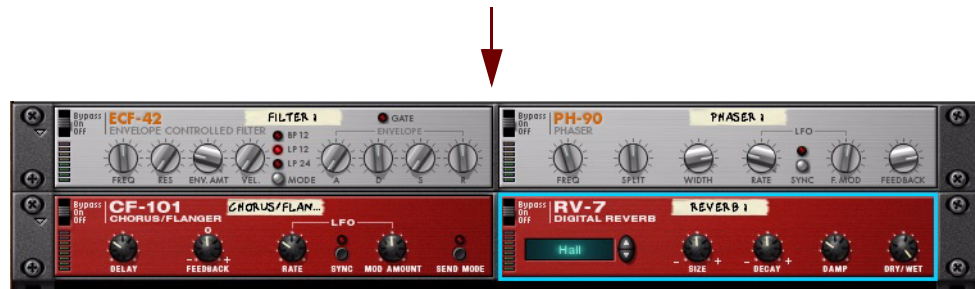 Bypass ECF-42 FILTER 1 GATE
On
Off ENVELOPE CONTROLLED FILTER BP 12 ENVELOPE
LP 12
LP 24
FREQ RES ENV. AMT VEL. MODE A D S R
Bypass PH-90 PHASER 1
On
Off PHASER LFO
FREQ SPLIT WIDTH RATE SYNC F. MOD FEEDBACK
Bypass CF-101 CHORUS/FLAN...
On
Off CHORUS/FLANGER LFO
0
- +
DELAY FEEDBACK RATE SYNC MOD AMOUNT SEND MODE
Bypass RV-7 REVERB 1
On
Off DIGITAL REVERB
Hall
- + - +
SIZE DECAY DAMP DRY/WET